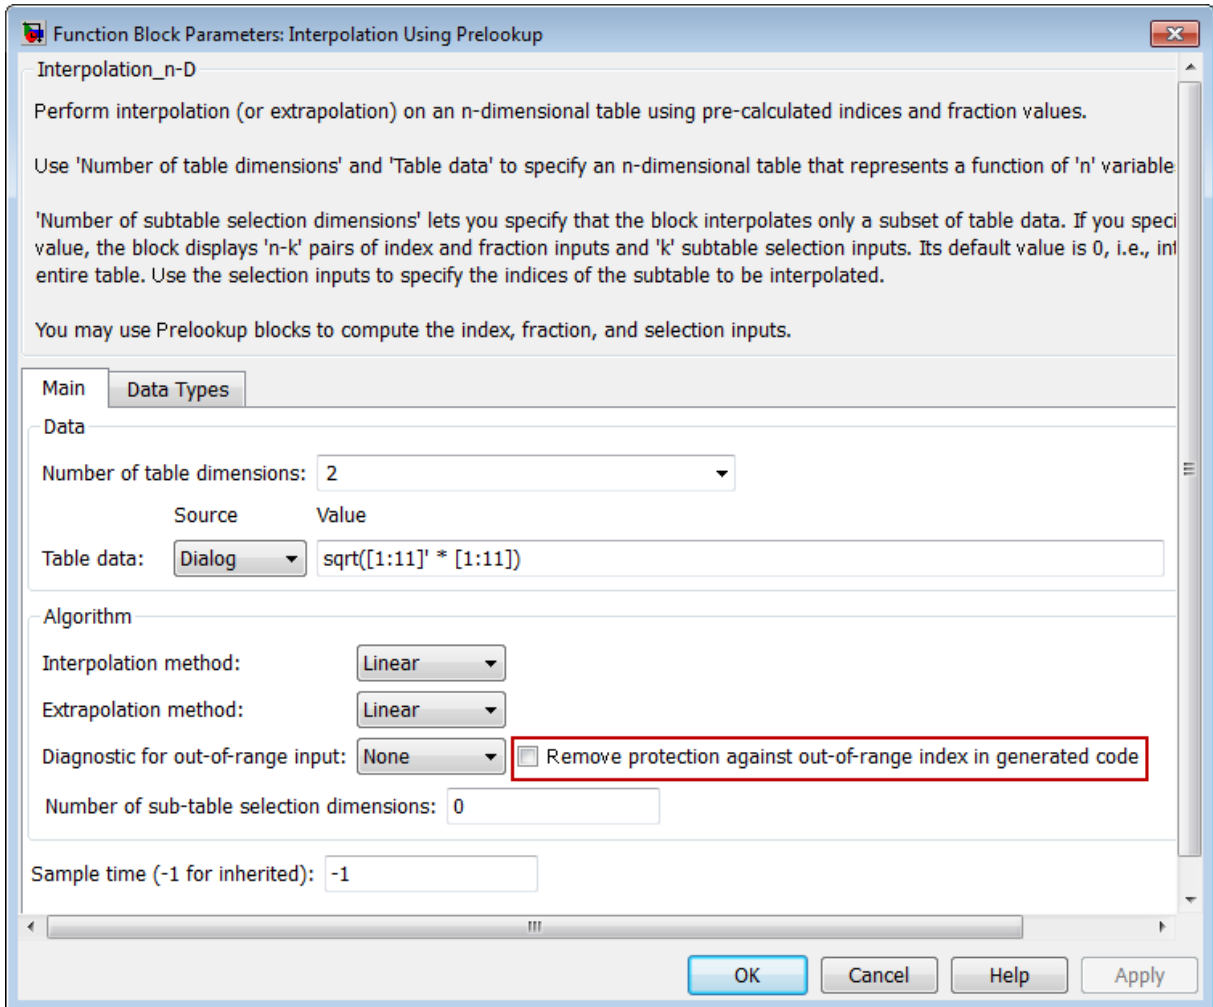 Function Block Parameters: Interpolation Using Prelookup
Interpolation_n-D
Perform interpolation (or extrapolation) on an n-dimensional table using pre-calculated indices and fraction values.
Use 'Number of table dimensions' and 'Table data' to specify an n-dimensional table that represents a function of 'n' variable
'Number of subtable selection dimensions' lets you specify that the block interpolates only a subset of table data. If you speci
value, the block displays 'n-k' pairs of index and fraction inputs and 'k' subtable selection inputs. Its default value is 0, i.e., int
entire table. Use the selection inputs to specify the indices of the subtable to be interpolated.
You may use Prelookup blocks to compute the index, fraction, and selection inputs.
Main Data Types
Data
Number of table dimensions: 2
Source Value
Table data: Dialog sqrt([1:11]' * [1:11])
Algorithm
Interpolation method: Linear
Extrapolation method: Linear
Diagnostic for out-of-range input: None Remove protection against out-of-range index in generated code
Number of sub-table selection dimensions: 0
Sample time (-1 for inherited): -1
OK Cancel Help Apply